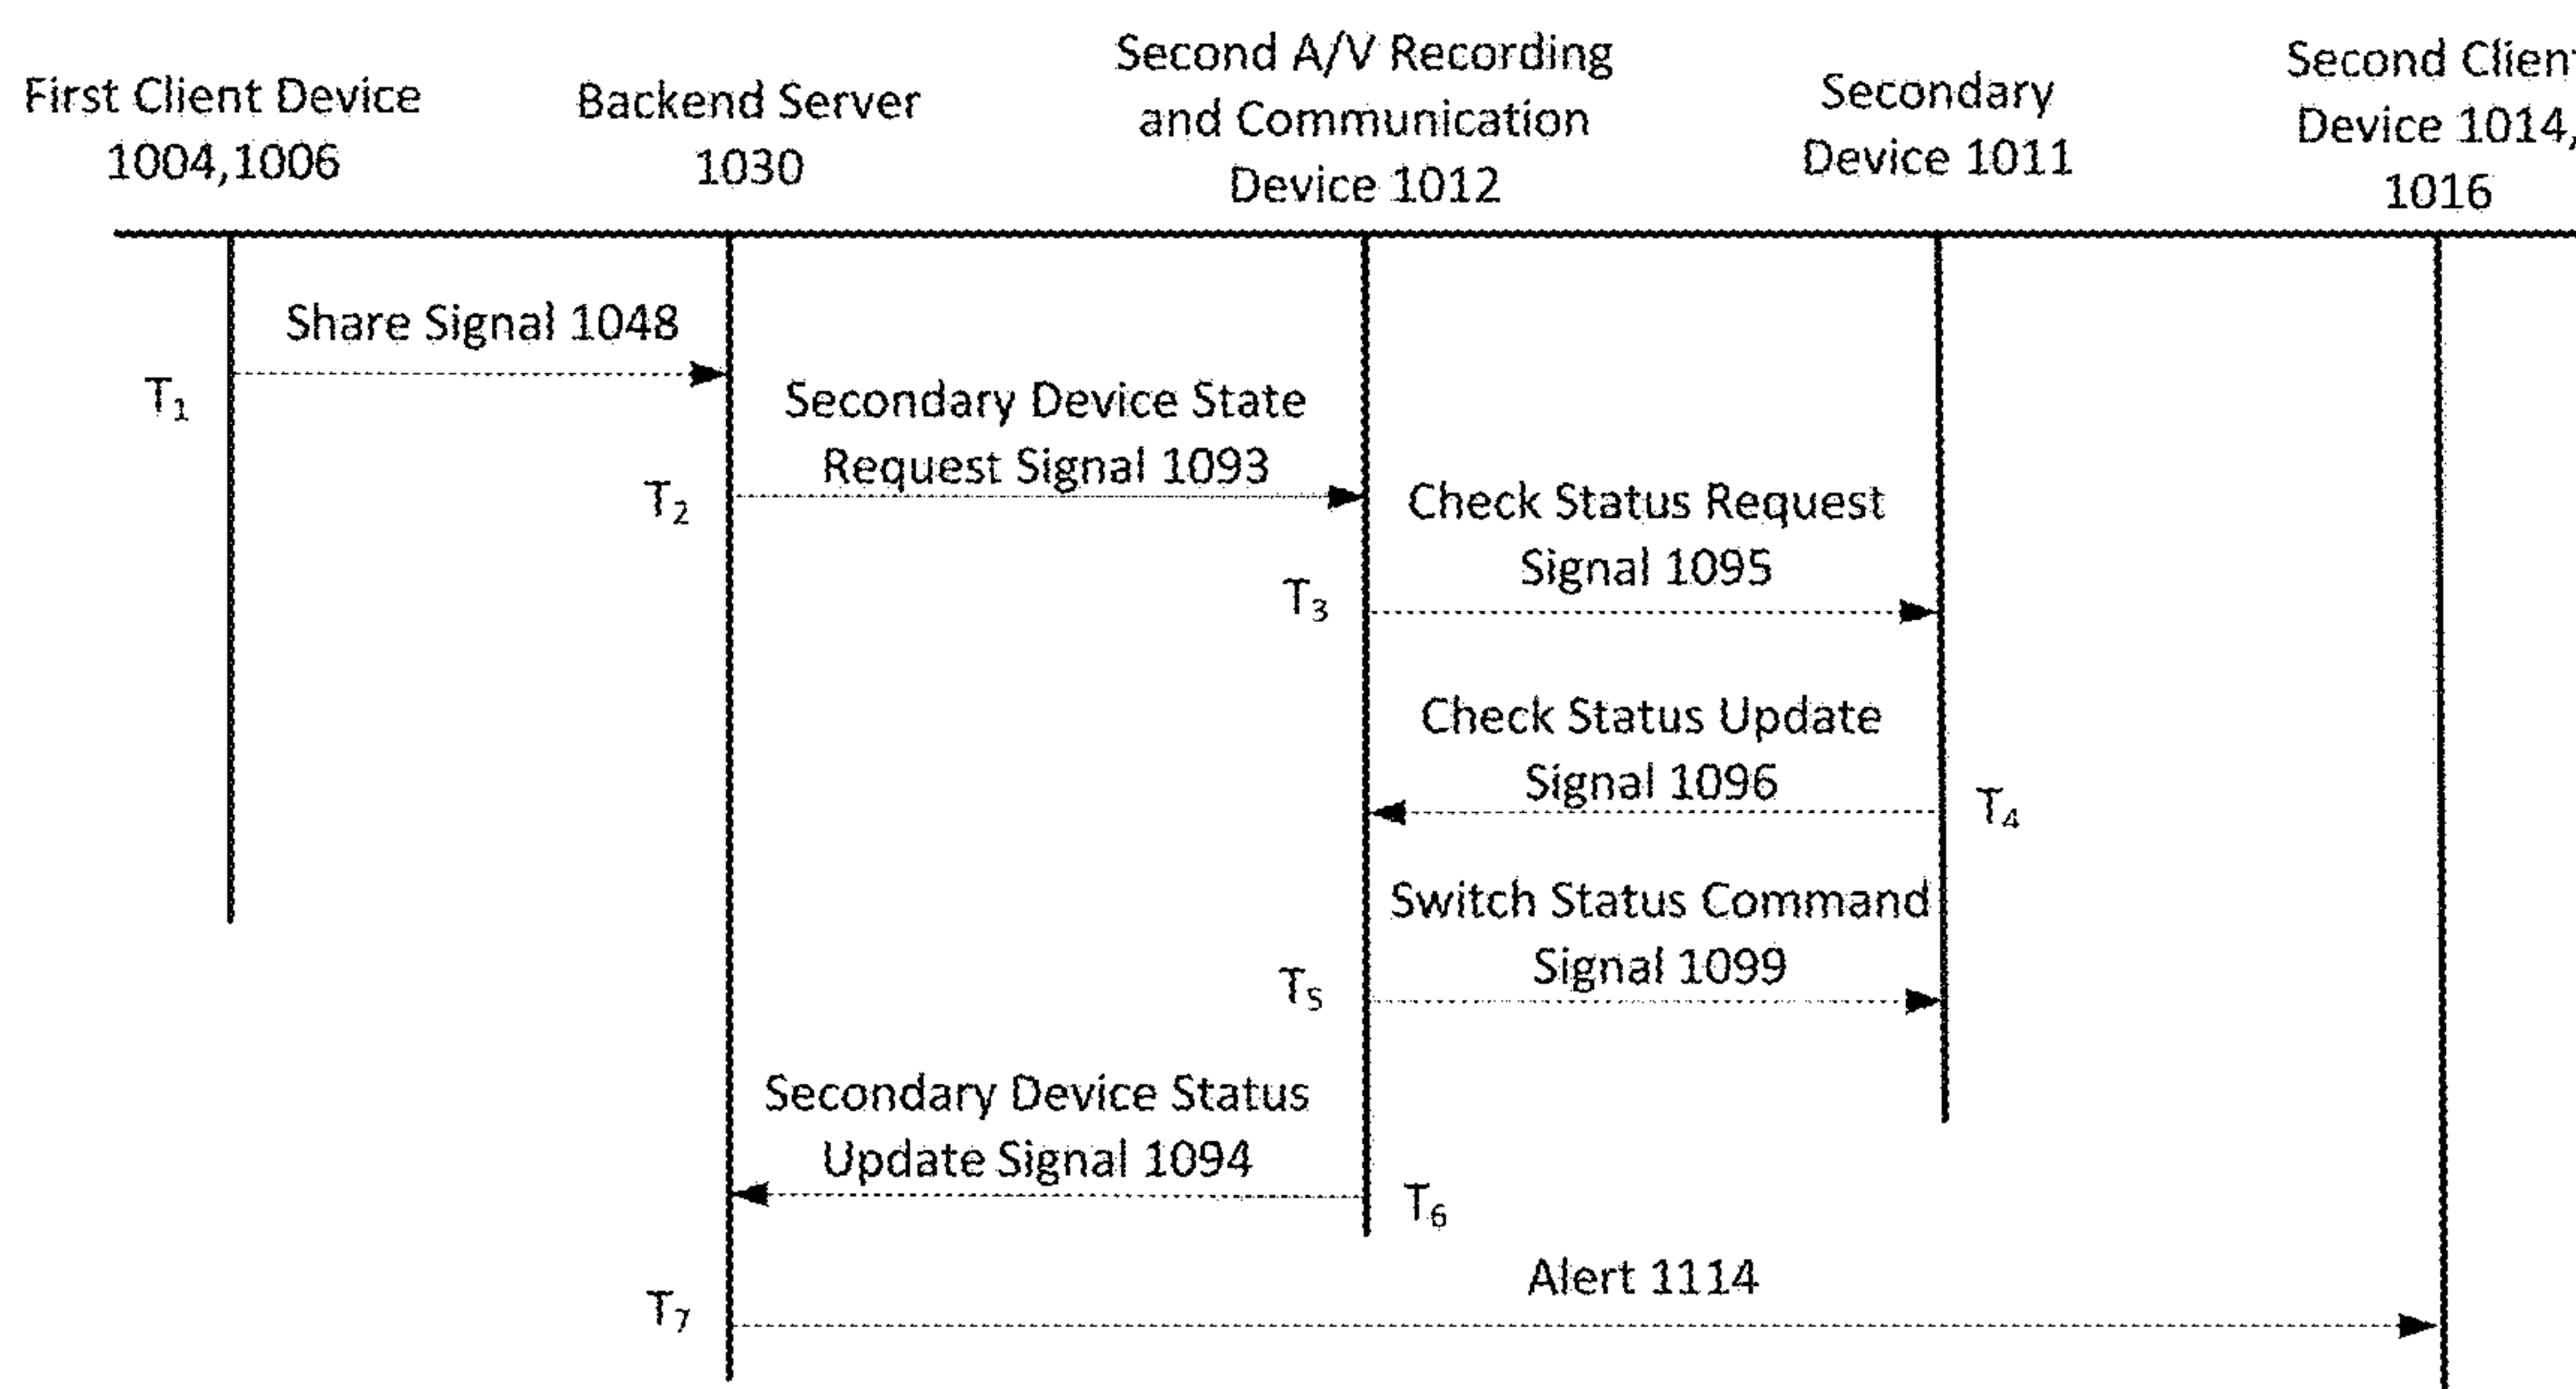 First Client Device
1004,1006
Backend Server
1030
Second A/V Recording
and Communication
Device 1012
Secondary
Device 1011
Second Client
Device 1014,
1016
Share Signal 1048
T1
Secondary Device State
Request Signal 1093
T2
Check Status Request
Signal 1095
T3
Check Status Update
Signal 1096
T4
Switch Status Command
Signal 1099
T5
Secondary Device Status
Update Signal 1094
T6
Alert 1114
T7